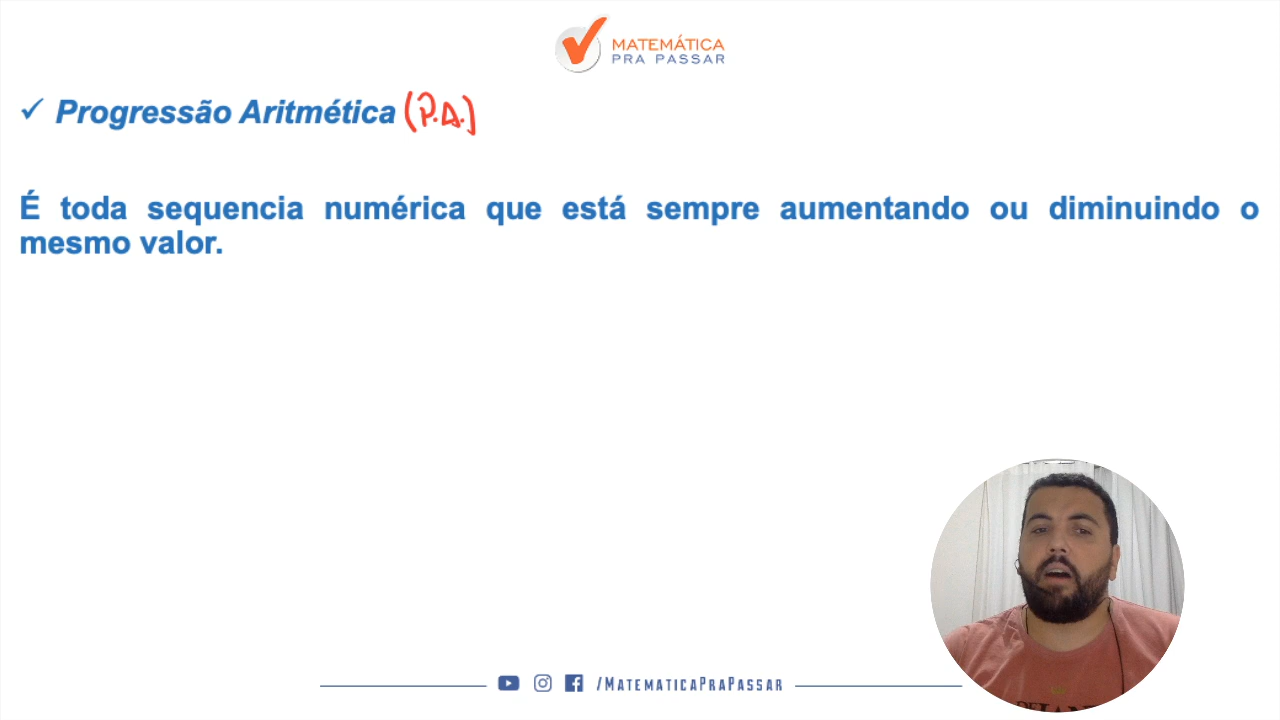 MATEMÁTICA
PRA PASSAR
✓ Progressão Aritmética (P.A.)
É toda sequencia numérica que está sempre aumentando ou diminuindo o
mesmo valor.
/MATEMATICAPRAPASSAR